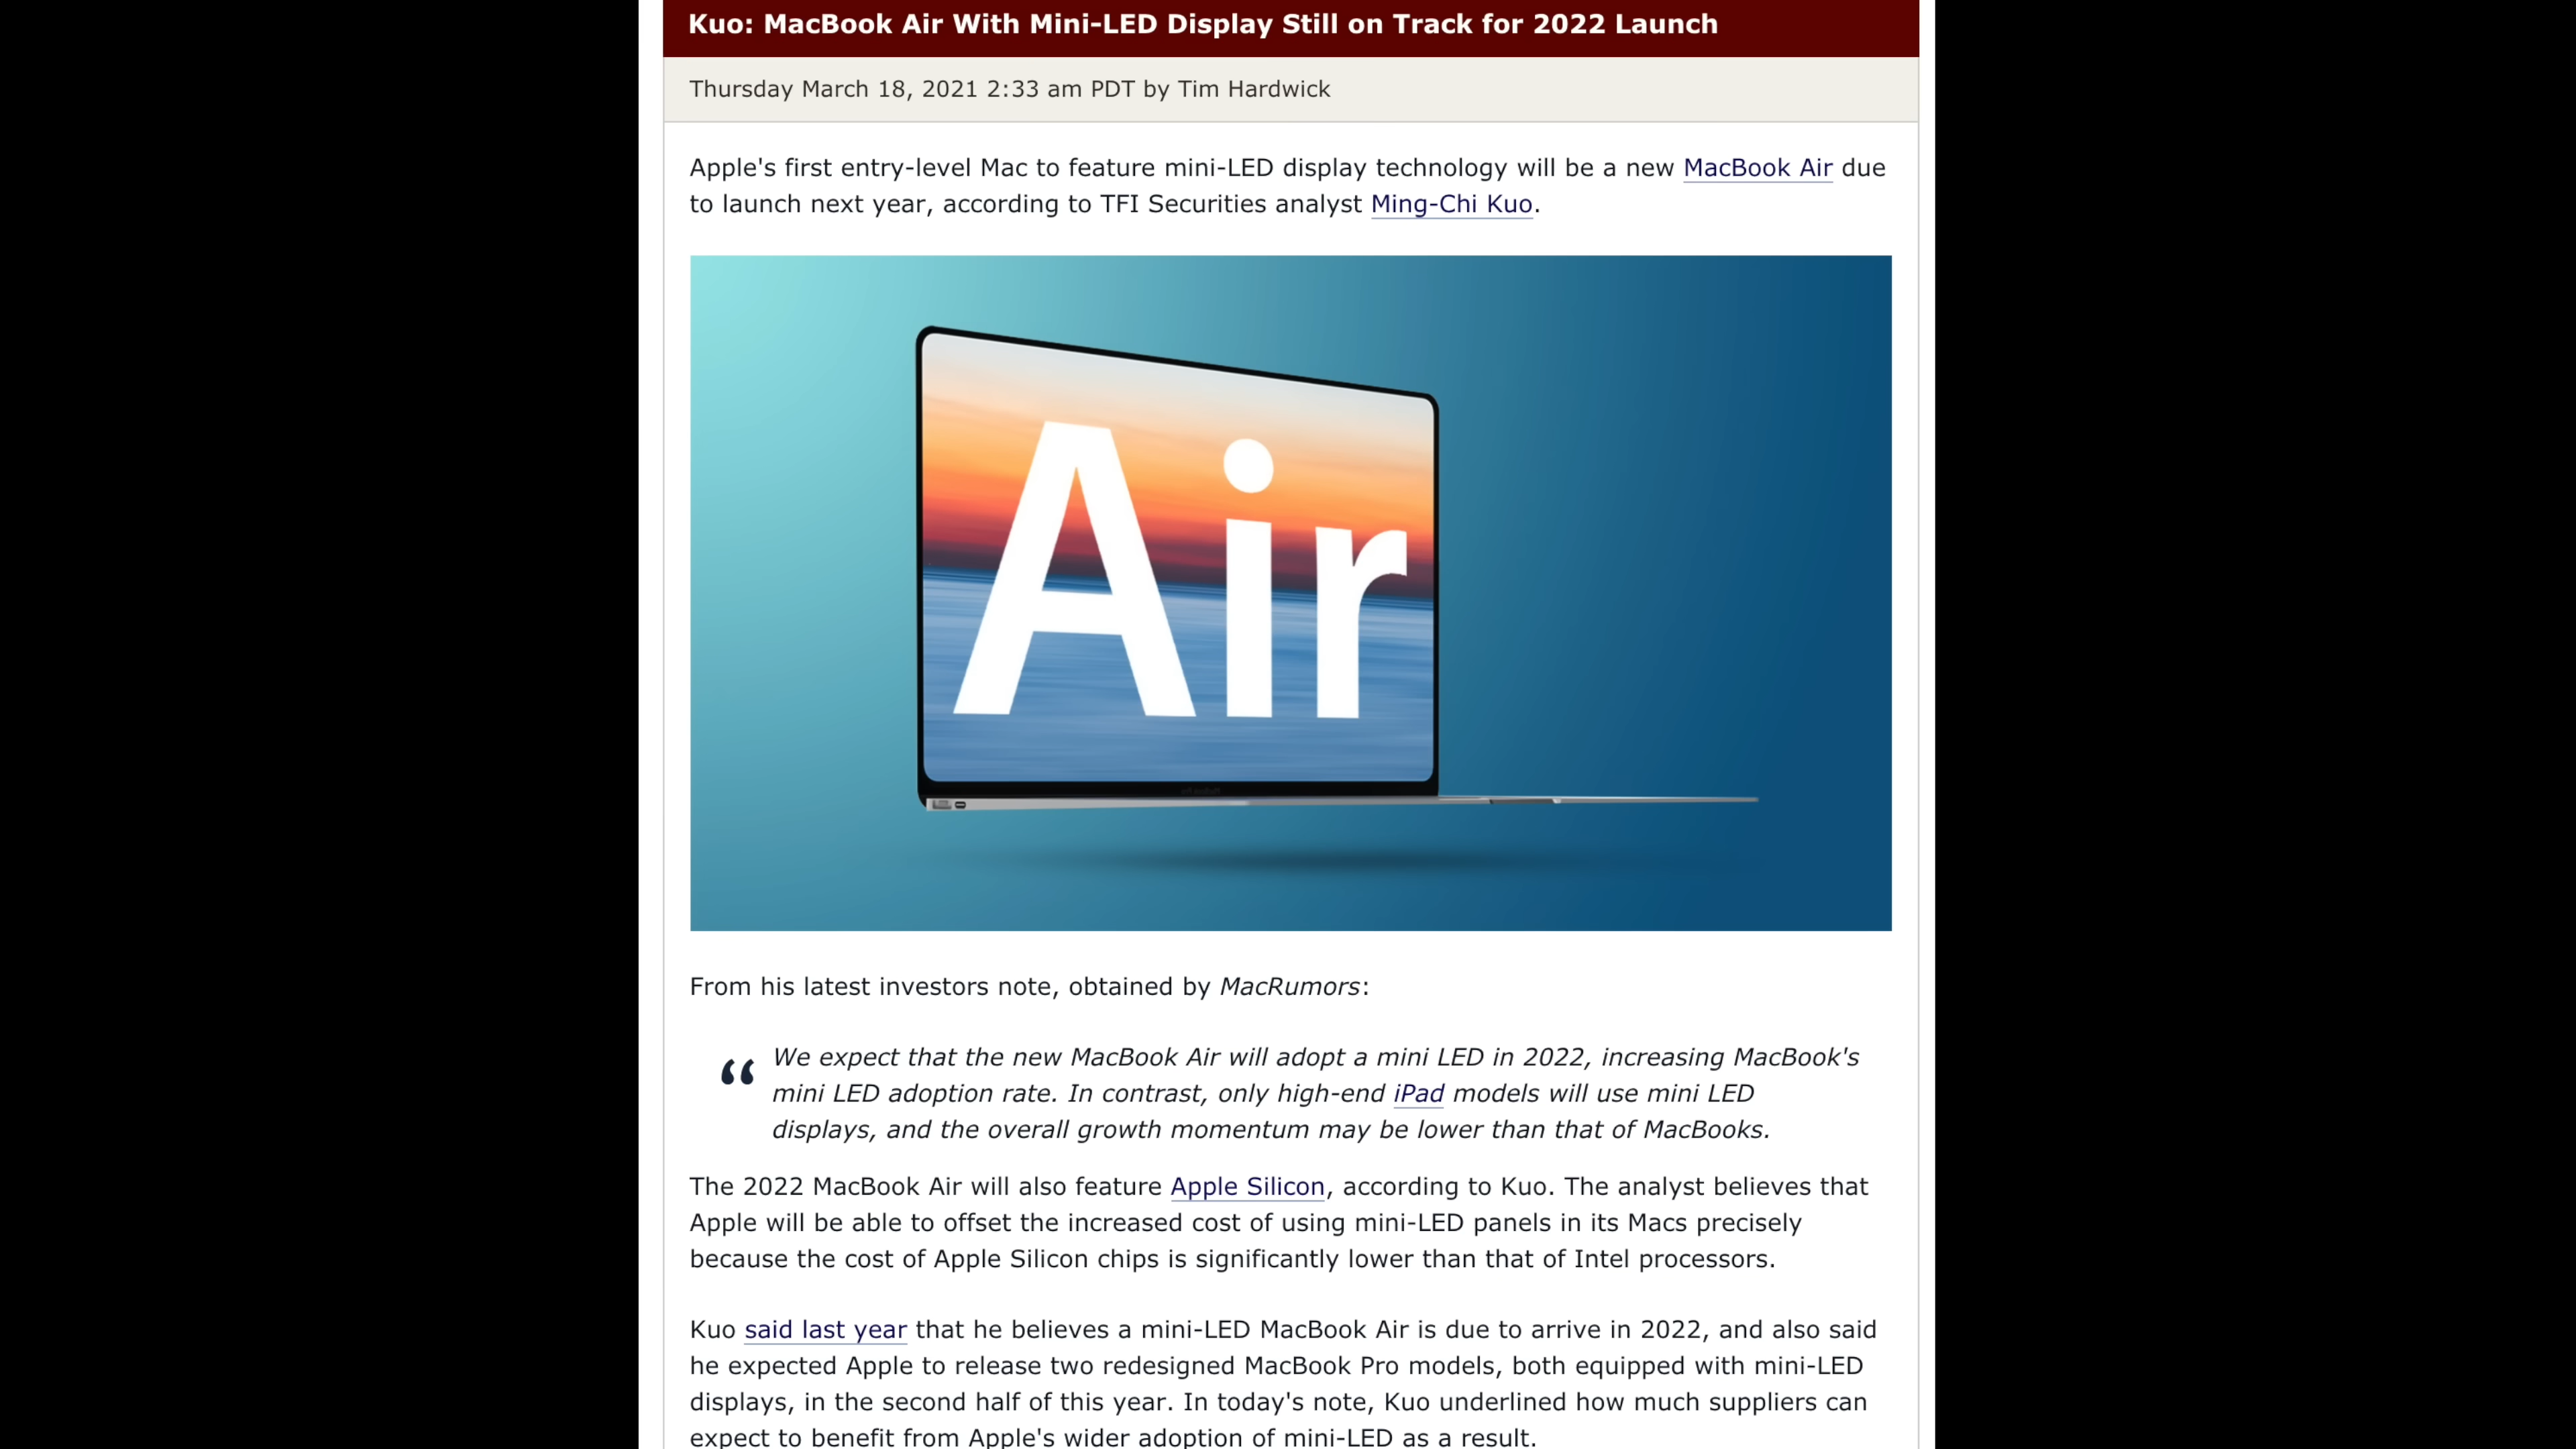 Kuo: MacBook Air With Mini-LED Display Still on Track for 2022 Launch
Thursday March 18, 2021 2:33 am PDT by Tim Hardwick
Apple's first entry-level Mac to feature mini-LED display technology will be a new MacBook Air due
to launch next year, according to TFI Securities analyst Ming-Chi Kuo.
Air
From his latest investors note, obtained by MacRumors:
“ We expect that the new MacBook Air will adopt a mini LED in 2022, increasing MacBook's
mini LED adoption rate. In contrast, only high-end iPad models will use mini LED
displays, and the overall growth momentum may be lower than that of MacBooks.
The 2022 MacBook Air will also feature Apple Silicon, according to Kuo. The analyst believes that
Apple will be able to offset the increased cost of using mini-LED panels in its Macs precisely
because the cost of Apple Silicon chips is significantly lower than that of Intel processors.
Kuo said last year that he believes a mini-LED MacBook Air is due to arrive in 2022, and also said
he expected Apple to release two redesigned MacBook Pro models, both equipped with mini-LED
displays, in the second half of this year. In today's note, Kuo underlined how much suppliers can
expect to benefit from Apple's wider adoption of mini-LED as a result.